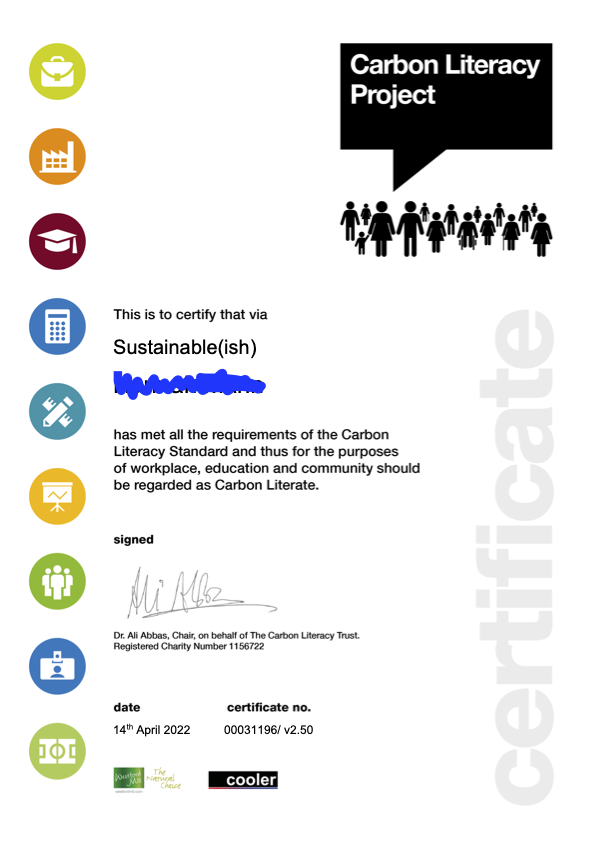 Carbon Literacy
Project
This is to certify that via
Sustainable(ish)
has met all the requirements of the Carbon
Literacy Standard and thus for the purposes
of workplace, education and community should
be regarded as Carbon Literate.
signed
Ali Abbas
Dr. Ali Abbas, Chair, on behalf of The Carbon Literacy Trust.
Registered Charity Number 1156722
date certificate no.
14th April 2022 00031196/ v2.50
The
Natural
Choice
cooler
certificate